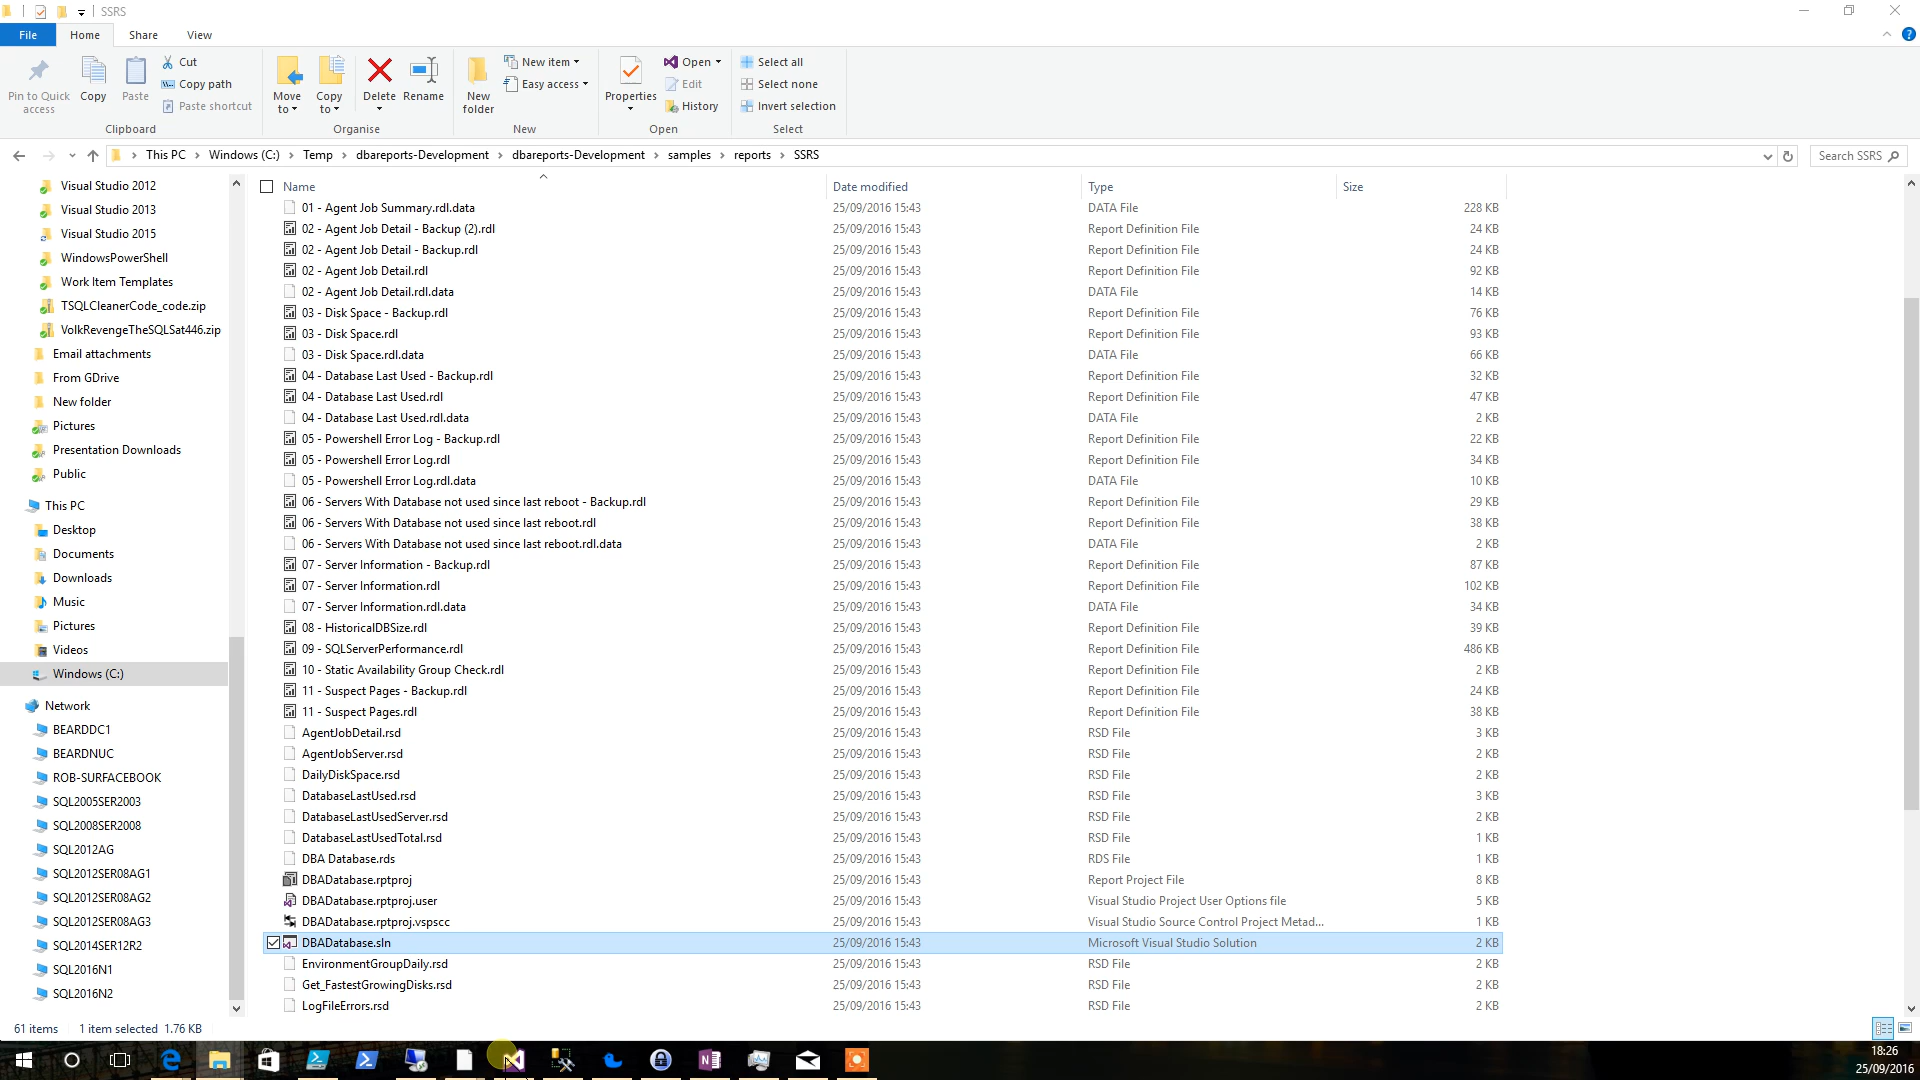 SSRS
File Home Share View
Pin to Quick access
Copy
Paste
Cut
Copy path
Paste shortcut
Clipboard
Move to
Copy to
Delete
Rename
Organise
New folder
New item
Easy access
New
Properties
Open
Edit
History
Open
Select all
Select none
Invert selection
Select
This PC > Windows (C:) > Temp > dbareports-Development > dbareports-Development > samples > reports > SSRS
Search SSRS
Visual Studio 2012
Visual Studio 2013
Visual Studio 2015
WindowsPowerShell
Work Item Templates
TSQLCleanerCode_code.zip
VolkRevengeTheSQLSat446.zip
Email attachments
From GDrive
New folder
Pictures
Presentation Downloads
Public
This PC
Desktop
Documents
Downloads
Music
Pictures
Videos
Windows (C:)
Network
BEARDDC1
BEARDNUC
ROB-SURFACEBOOK
SQL2005SER2003
SQL2008SER2008
SQL2012AG
SQL2012SER08AG1
SQL2012SER08AG2
SQL2012SER08AG3
SQL2014SER12R2
SQL2016N1
SQL2016N2
Name Date modified Type Size
01 - Agent Job Summary.rdl.data 25/09/2016 15:43 DATA File 228 KB
02 - Agent Job Detail - Backup (2).rdl 25/09/2016 15:43 Report Definition File 24 KB
02 - Agent Job Detail - Backup.rdl 25/09/2016 15:43 Report Definition File 24 KB
02 - Agent Job Detail.rdl 25/09/2016 15:43 Report Definition File 92 KB
02 - Agent Job Detail.rdl.data 25/09/2016 15:43 DATA File 14 KB
03 - Disk Space - Backup.rdl 25/09/2016 15:43 Report Definition File 76 KB
03 - Disk Space.rdl 25/09/2016 15:43 Report Definition File 93 KB
03 - Disk Space.rdl.data 25/09/2016 15:43 DATA File 66 KB
04 - Database Last Used - Backup.rdl 25/09/2016 15:43 Report Definition File 32 KB
04 - Database Last Used.rdl 25/09/2016 15:43 Report Definition File 47 KB
04 - Database Last Used.rdl.data 25/09/2016 15:43 DATA File 2 KB
05 - Powershell Error Log - Backup.rdl 25/09/2016 15:43 Report Definition File 22 KB
05 - Powershell Error Log.rdl 25/09/2016 15:43 Report Definition File 34 KB
05 - Powershell Error Log.rdl.data 25/09/2016 15:43 DATA File 10 KB
06 - Servers With Database not used since last reboot - Backup.rdl 25/09/2016 15:43 Report Definition File 29 KB
06 - Servers With Database not used since last reboot.rdl 25/09/2016 15:43 Report Definition File 38 KB
06 - Servers With Database not used since last reboot.rdl.data 25/09/2016 15:43 DATA File 2 KB
07 - Server Information - Backup.rdl 25/09/2016 15:43 Report Definition File 87 KB
07 - Server Information.rdl 25/09/2016 15:43 Report Definition File 102 KB
07 - Server Information.rdl.data 25/09/2016 15:43 DATA File 34 KB
08 - HistoricalDBSize.rdl 25/09/2016 15:43 Report Definition File 39 KB
09 - SQLServerPerformance.rdl 25/09/2016 15:43 Report Definition File 486 KB
10 - Static Availability Group Check.rdl 25/09/2016 15:43 Report Definition File 2 KB
11 - Suspect Pages - Backup.rdl 25/09/2016 15:43 Report Definition File 24 KB
11 - Suspect Pages.rdl 25/09/2016 15:43 Report Definition File 38 KB
AgentJobDetail.rsd 25/09/2016 15:43 RSD File 3 KB
AgentJobServer.rsd 25/09/2016 15:43 RSD File 2 KB
DailyDiskSpace.rsd 25/09/2016 15:43 RSD File 2 KB
DatabaseLastUsed.rsd 25/09/2016 15:43 RSD File 3 KB
DatabaseLastUsedServer.rsd 25/09/2016 15:43 RSD File 2 KB
DatabaseLastUsedTotal.rsd 25/09/2016 15:43 RSD File 1 KB
DBA Database.rds 25/09/2016 15:43 RDS File 1 KB
DBADatabase.rptproj 25/09/2016 15:43 Report Project File 8 KB
DBADatabase.rptproj.user 25/09/2016 15:43 Visual Studio Project User Options file 5 KB
DBADatabase.rptproj.vspscc 25/09/2016 15:43 Visual Studio Source Control Project Metad... 1 KB
DBADatabase.sln 25/09/2016 15:43 Microsoft Visual Studio Solution 2 KB
EnvironmentGroupDaily.rsd 25/09/2016 15:43 RSD File 2 KB
Get_FastestGrowingDisks.rsd 25/09/2016 15:43 RSD File 2 KB
LogFileErrors.rsd 25/09/2016 15:43 RSD File 2 KB
61 items 1 item selected 1.76 KB
18:26
25/09/2016